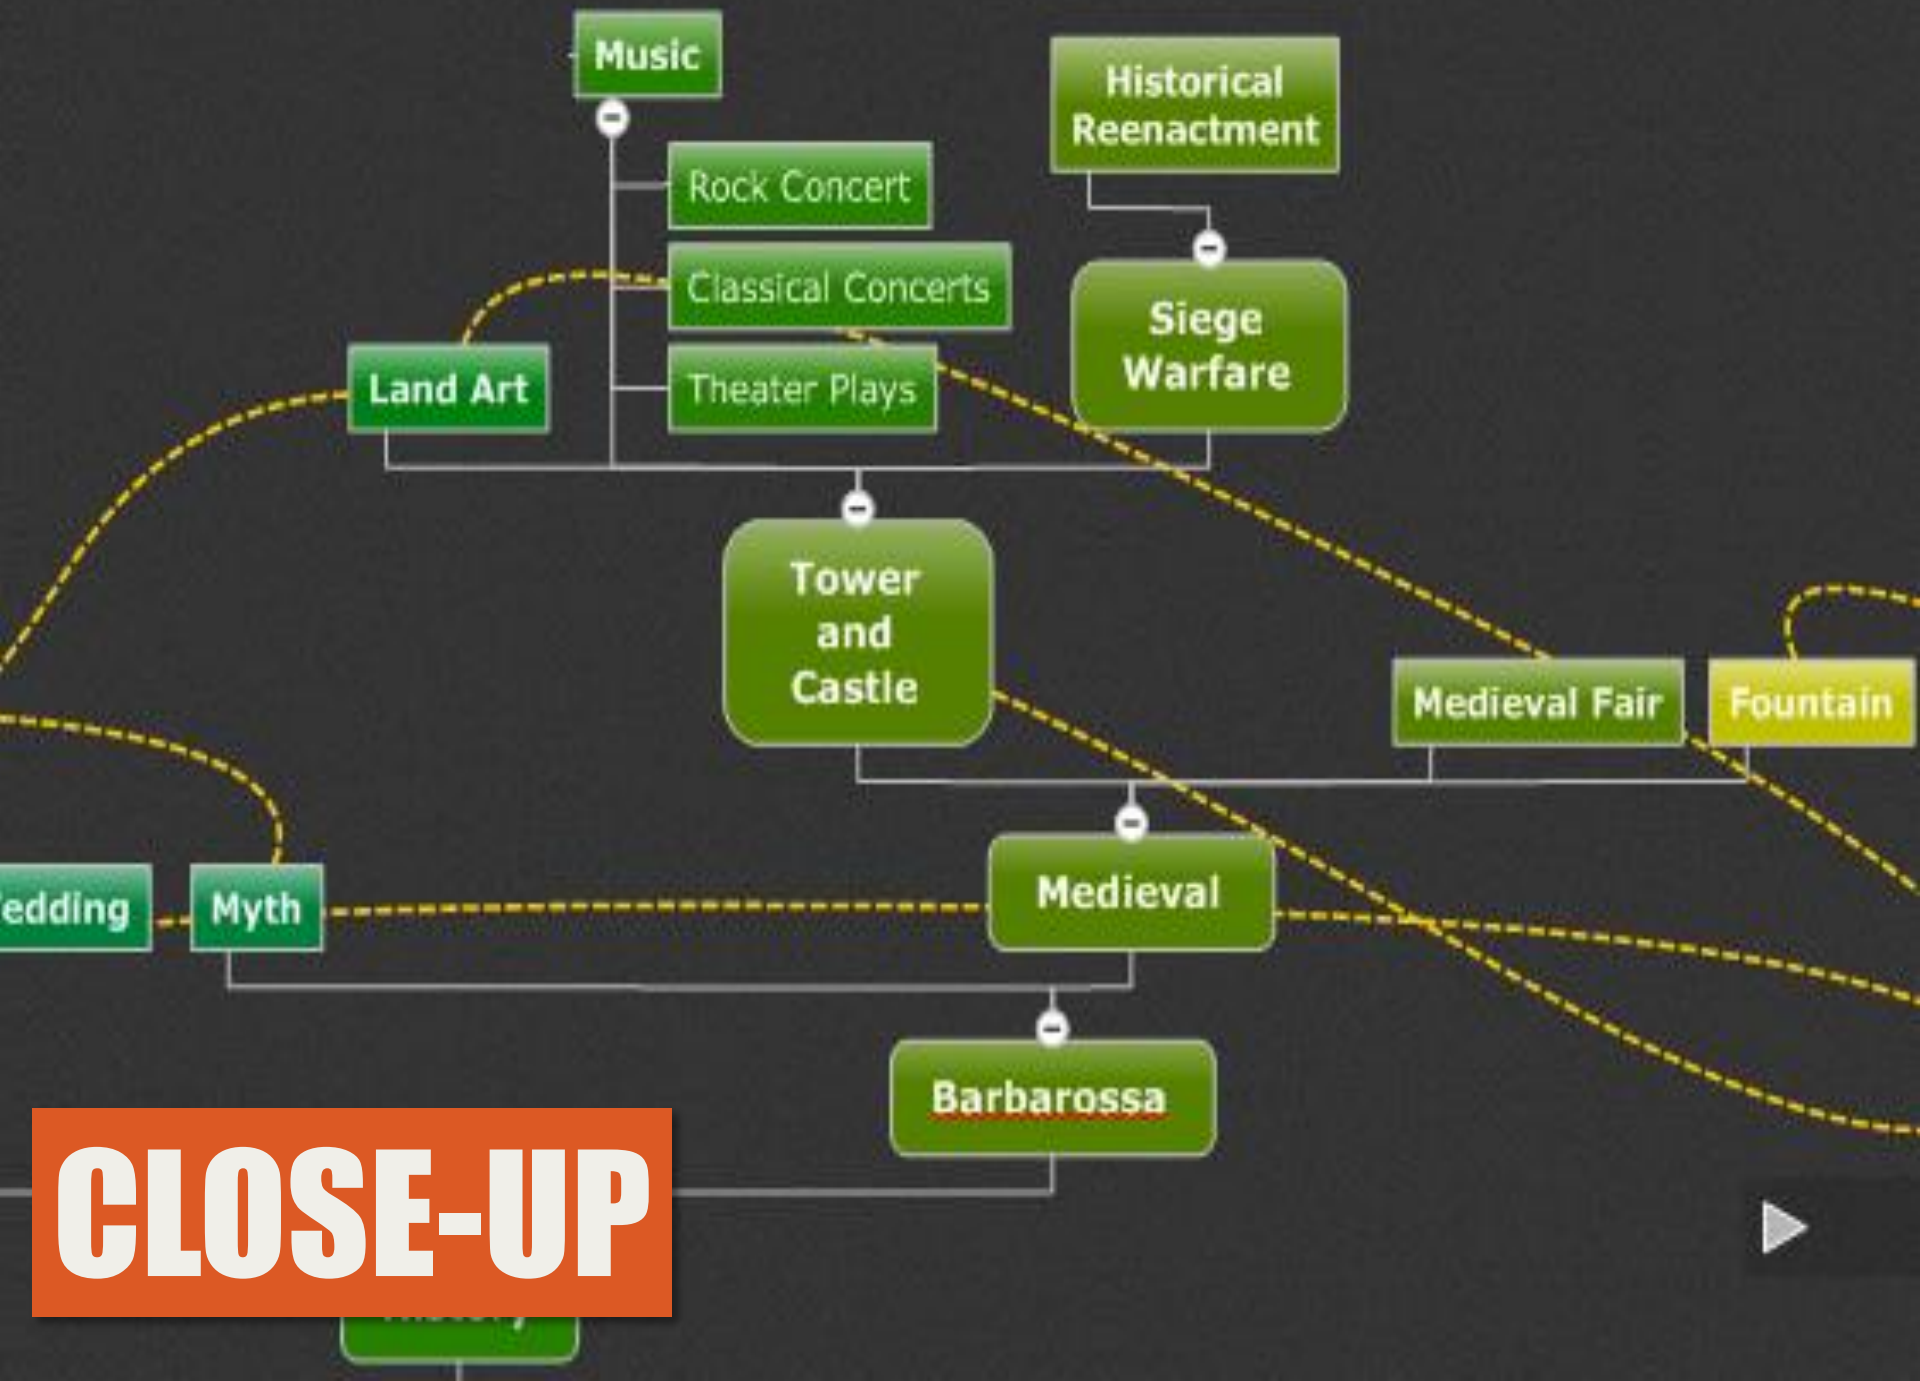 Music
Historical
Reenactment
Rock Concert
Classical Concerts
Siege
Warfare
Land Art
Theater Plays
Tower
and
Castle
Medieval Fair
Fountain
Medieval
edding
Myth
Barbarossa
CLOSE-UP